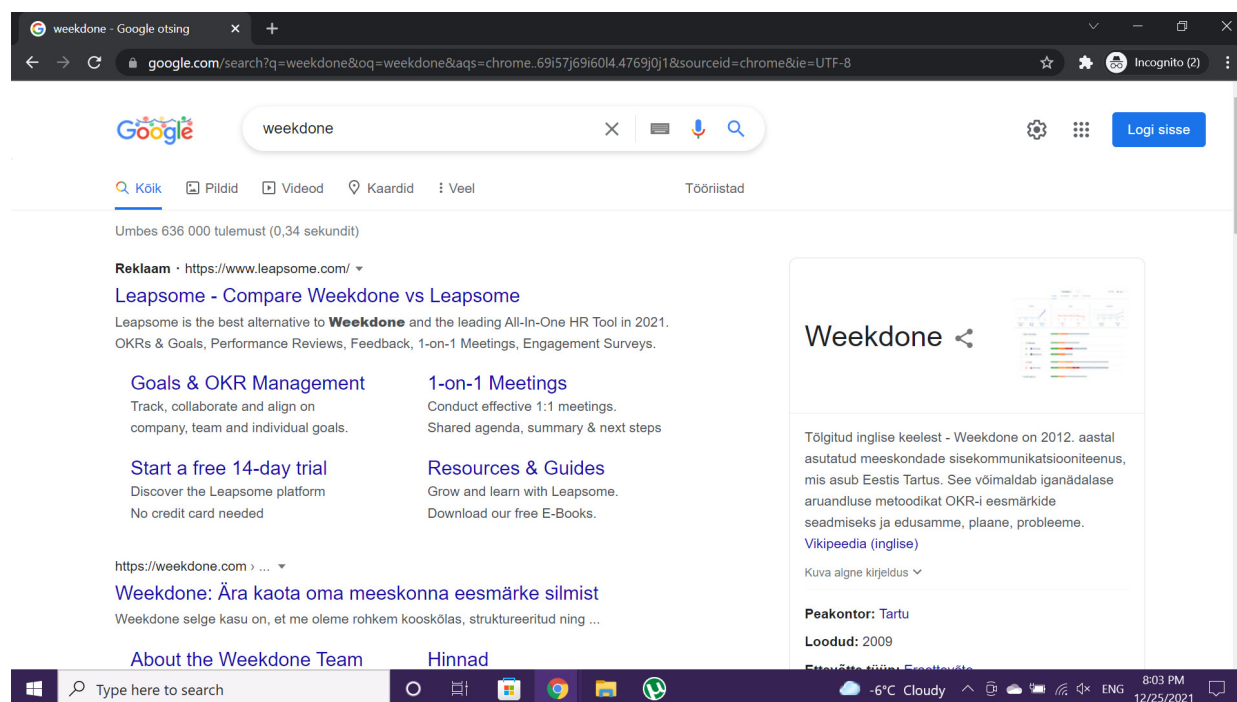 weekdone - Google otsing
google.com/search?q=weekdone&oq=weekdone&aqs=chrome..69i57j69i60l4.4769j0j1&sourceid=chrome&ie=UTF-8
Incognito (2)
Google
weekdone
Logi sisse
Kõik Pildid Videod Kaardid Veel Tööriistad
Umbes 636 000 tulemust (0,34 sekundit)
Reklaam · https://www.leapsome.com/
Leapsome - Compare Weekdone vs Leapsome
Leapsome is the best alternative to Weekdone and the leading All-In-One HR Tool in 2021.
OKRs & Goals, Performance Reviews, Feedback, 1-on-1 Meetings, Engagement Surveys.
Goals & OKR Management
Track, collaborate and align on
company, team and individual goals.
1-on-1 Meetings
Conduct effective 1:1 meetings.
Shared agenda, summary & next steps
Start a free 14-day trial
Discover the Leapsome platform
No credit card needed
Resources & Guides
Grow and learn with Leapsome.
Download our free E-Books.
https://weekdone.com › ...
Weekdone: Ära kaota oma meeskonna eesmärke silmist
Weekdone selge kasu on, et me oleme rohkem kooskõlas, struktureeritud ning ...
About the Weekdone Team
Hinnad
Weekdone
Tõlgitud inglise keelest - Weekdone on 2012. aastal
asutatud meeskondade sisekommunikatsiooniteenus,
mis asub Eestis Tartus. See võimaldab iganädalase
aruandluse metoodikat OKR-i eesmärkide
seadmiseks ja edusamme, plaane, probleeme.
Vikipeedia (inglise)
Kuva algne kirjeldus
Peakontor: Tartu
Loodud: 2009
Ettevõtte tüüp: Eraettevõte
Type here to search
-6°C Cloudy
ENG
8:03 PM
12/25/2021